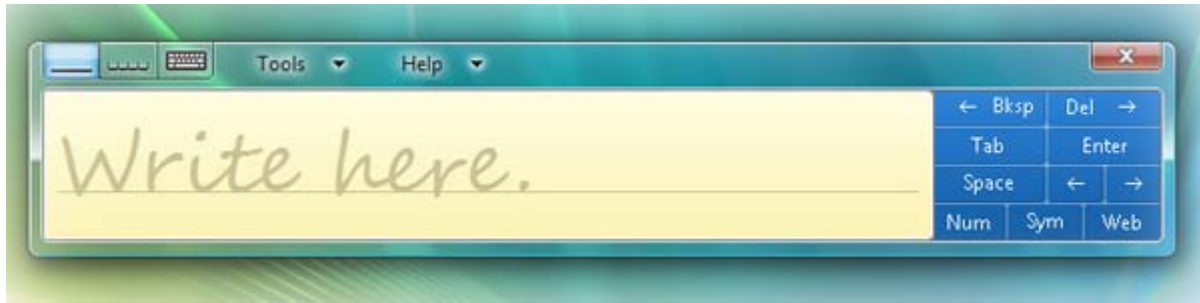 Tools Help
Write here.
← Bksp Del →
Tab Enter
Space ← →
Num Sym Web